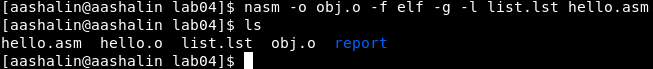 [aashalin@aashalin lab04]$ nasm -o obj.o -f elf -g -l list.lst hello.asm
[aashalin@aashalin lab04]$ ls
hello.asm  hello.o  list.lst  obj.o  report
[aashalin@aashalin lab04]$